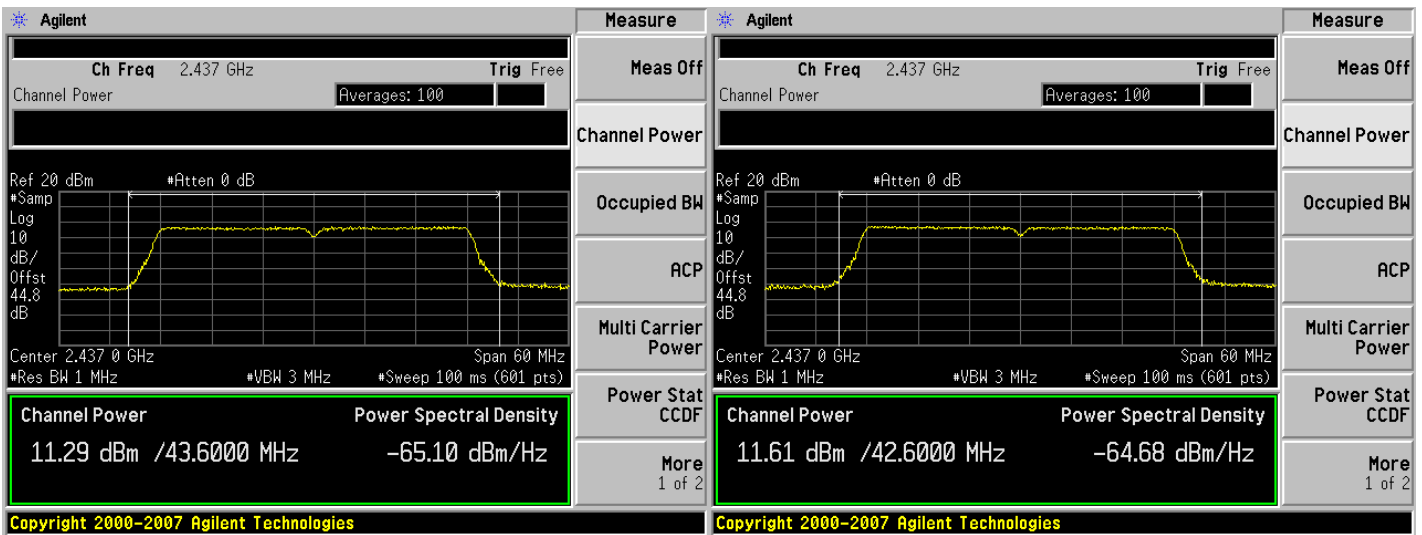 Agilent
Measure
Ch Freq 2.437 GHz Trig Free
Meas Off
Channel Power Averages: 100
Channel Power
Ref 20 dBm #Atten 0 dB
#Samp
Occupied BW
Log
10
dB/
ACP
Offst
44.8
dB
Multi Carrier
Power
Center 2.437 0 GHz Span 60 MHz
#Res BW 1 MHz #VBW 3 MHz #Sweep 100 ms (601 pts)
Power Stat
CCDF
Channel Power Power Spectral Density
11.29 dBm /43.6000 MHz -65.10 dBm/Hz
More
1 of 2
Copyright 2000-2007 Agilent Technologies
Agilent
Measure
Ch Freq 2.437 GHz Trig Free
Meas Off
Channel Power Averages: 100
Channel Power
Ref 20 dBm #Atten 0 dB
#Samp
Occupied BW
Log
10
dB/
ACP
Offst
44.8
dB
Multi Carrier
Power
Center 2.437 0 GHz Span 60 MHz
#Res BW 1 MHz #VBW 3 MHz #Sweep 100 ms (601 pts)
Power Stat
CCDF
Channel Power Power Spectral Density
11.61 dBm /42.6000 MHz -64.68 dBm/Hz
More
1 of 2
Copyright 2000-2007 Agilent Technologies